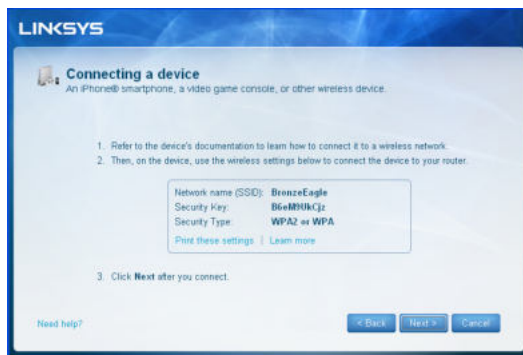 LINKSYS
Connecting a device
An iPhone® smartphone, a video game console, or other wireless device.
1. Refer to the device's documentation to learn how to connect it to a wireless network.
2. Then, on the device, use the wireless settings below to connect the device to your router.
Network name (SSID): BronzeEagle
Security Key: B6eM9UkCjz
Security Type: WPA2 or WPA
Print these settings | Learn more
3. Click Next after you connect.
Need help?
< Back Next > Cancel